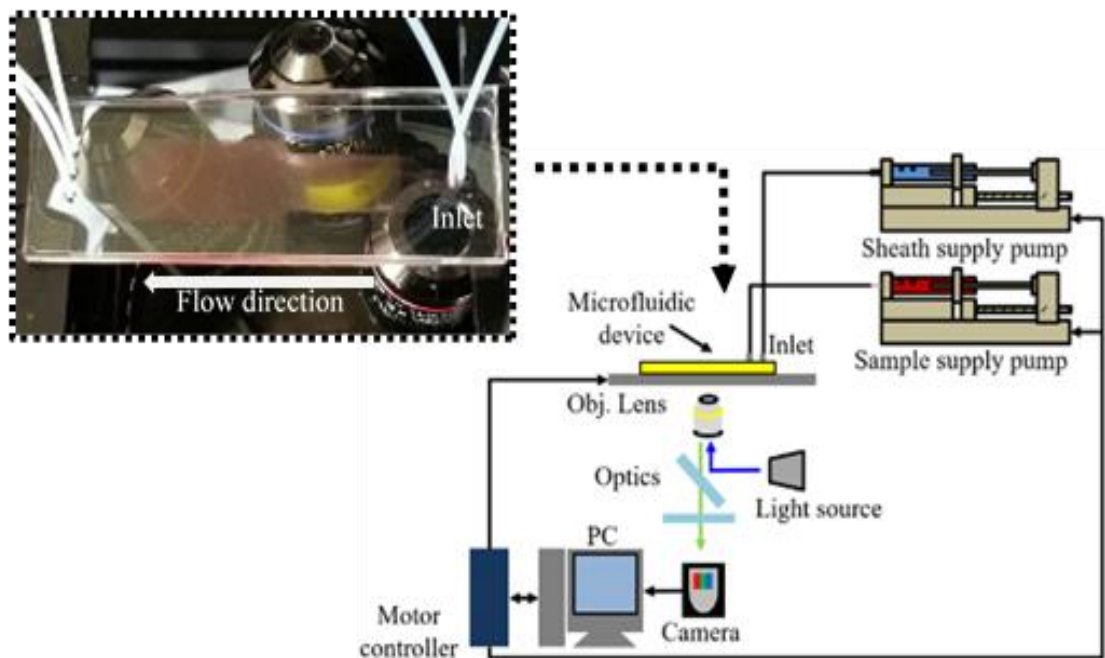 Inlet
Flow direction
Sheath supply pump
Microfluidic
device
Inlet
Sample supply pump
Obj. Lens
Optics
Light source
PC
Motor
controller
Camera